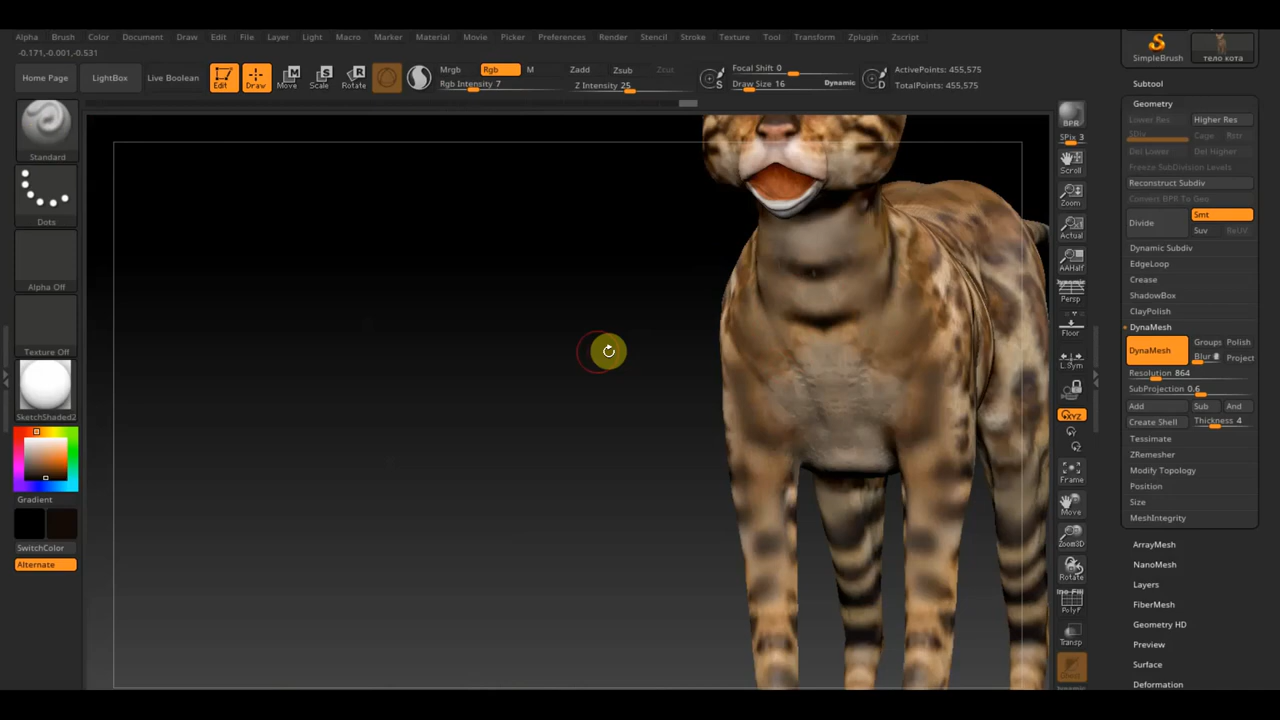 Alpha Brush Color Document Draw Edit File Layer Light Macro Marker Material Movie Picker Preferences Render Stencil Stroke Texture Tool Transform Zplugin Zscript
-0.171,-0.001,-0.531
Home Page LightBox Live Boolean Edit Draw Move Scale Rotate
Mrgb Rgb M Zadd Zsub Zcut
Rgb Intensity 7 Z Intensity 25
Focal Shift 0
Draw Size 16 Dynamic
ActivePoints: 455,575
TotalPoints: 455,575
Standard
Dots
Alpha Off
Texture Off
SketchShaded2
Gradient
SwitchColor
Alternate
BPR
SPix 3
Scroll
Zoom
Actual
AAHalf
Dynamic
Persp
Floor
L.Sym
XYZ
Frame
Move
Zoom3D
Rotate
PolyF
Transp
SimpleBrush тело кота
Subtool
Geometry
Lower Res Higher Res
SDiv Cage Rstr
Del Lower Del Higher
Freeze SubDivision Levels
Reconstruct Subdiv
Convert BPR To Geo
Divide Smt
Suv ReUV
Dynamic Subdiv
EdgeLoop
Crease
ShadowBox
ClayPolish
DynaMesh
DynaMesh Groups Polish
Blur Project
Resolution 864
SubProjection 0.6
Add Sub And
Create Shell Thickness 4
Tessimate
ZRemesher
Modify Topology
Position
Size
MeshIntegrity
ArrayMesh
NanoMesh
Layers
FiberMesh
Geometry HD
Preview
Surface
Deformation